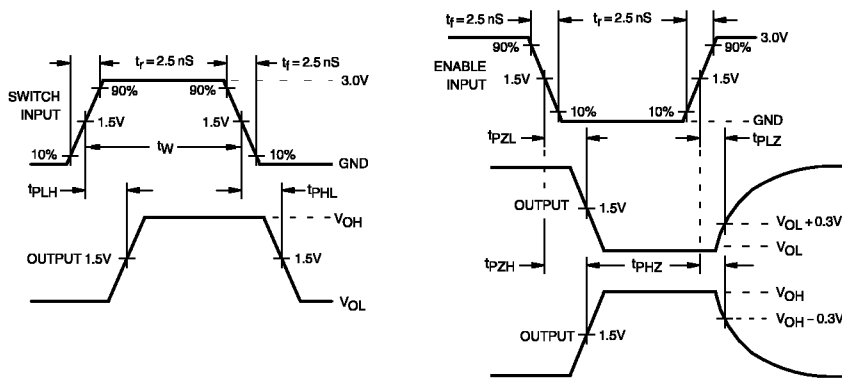 tr = 2.5 nS
tf = 2.5 nS
SWITCH INPUT
90%
90%
3.0V
1.5V
1.5V
10%
10%
tW
GND
tPLH
tPHL
VOH
OUTPUT
1.5V
1.5V
VOL
tf = 2.5 nS
tr = 2.5 nS
90%
90%
3.0V
ENABLE INPUT
1.5V
1.5V
10%
10%
GND
tPZL
tPLZ
OUTPUT
1.5V
VOL + 0.3V
VOL
tPZH
tPHZ
VOH
VOH – 0.3V
OUTPUT
1.5V